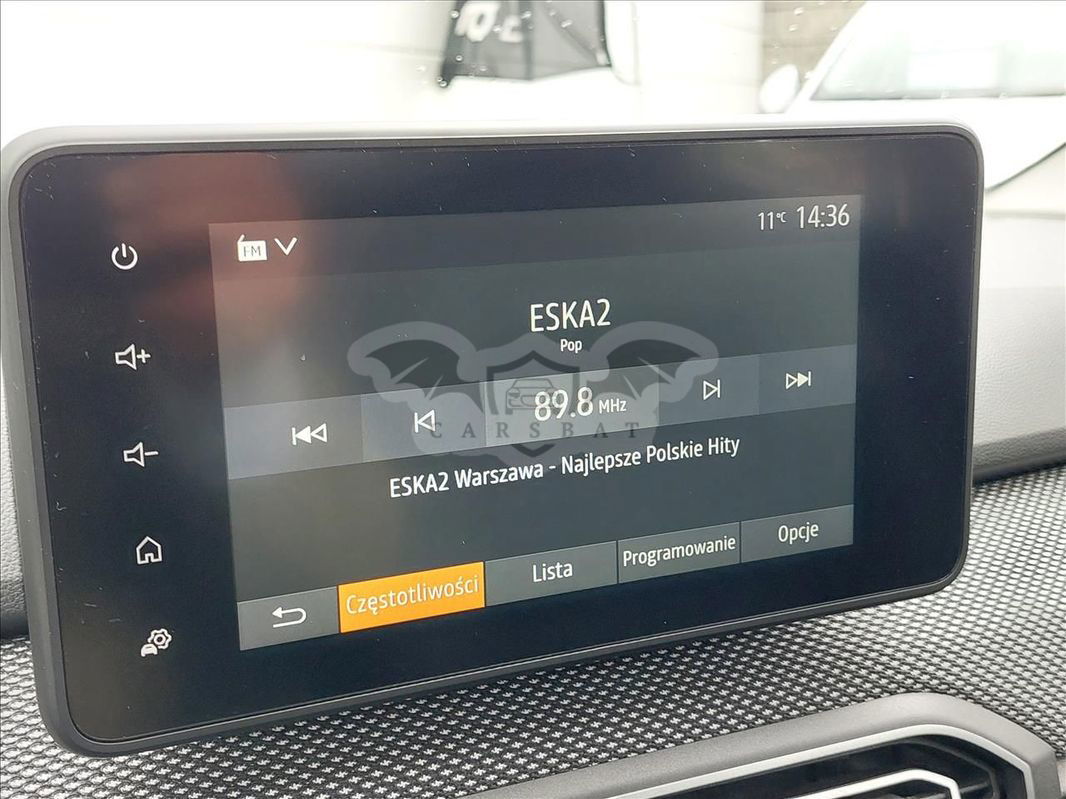 11°C 14:36
FM
ESKA2
Pop
89.8 MHz
CARSBAT
ESKA2 Warszawa - Najlepsze Polskie Hity
Częstotliwości Lista Programowanie Opcje